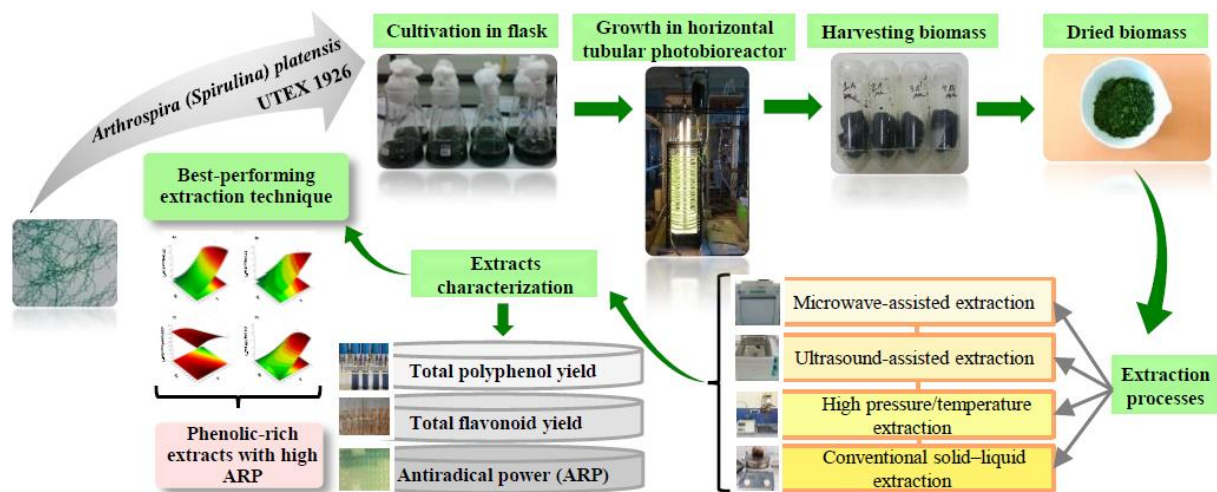 Arthrospira (Spirulina) platensis
UTEX 1926
Cultivation in flask
Growth in horizontal
tubular photobioreactor
Harvesting biomass
Dried biomass
Best-performing
extraction technique
Extracts
characterization
Microwave-assisted extraction
Ultrasound-assisted extraction
High pressure/temperature
extraction
Conventional solid–liquid
extraction
Extraction
processes
Total polyphenol yield
Total flavonoid yield
Antiradical power (ARP)
Phenolic-rich
extracts with high
ARP